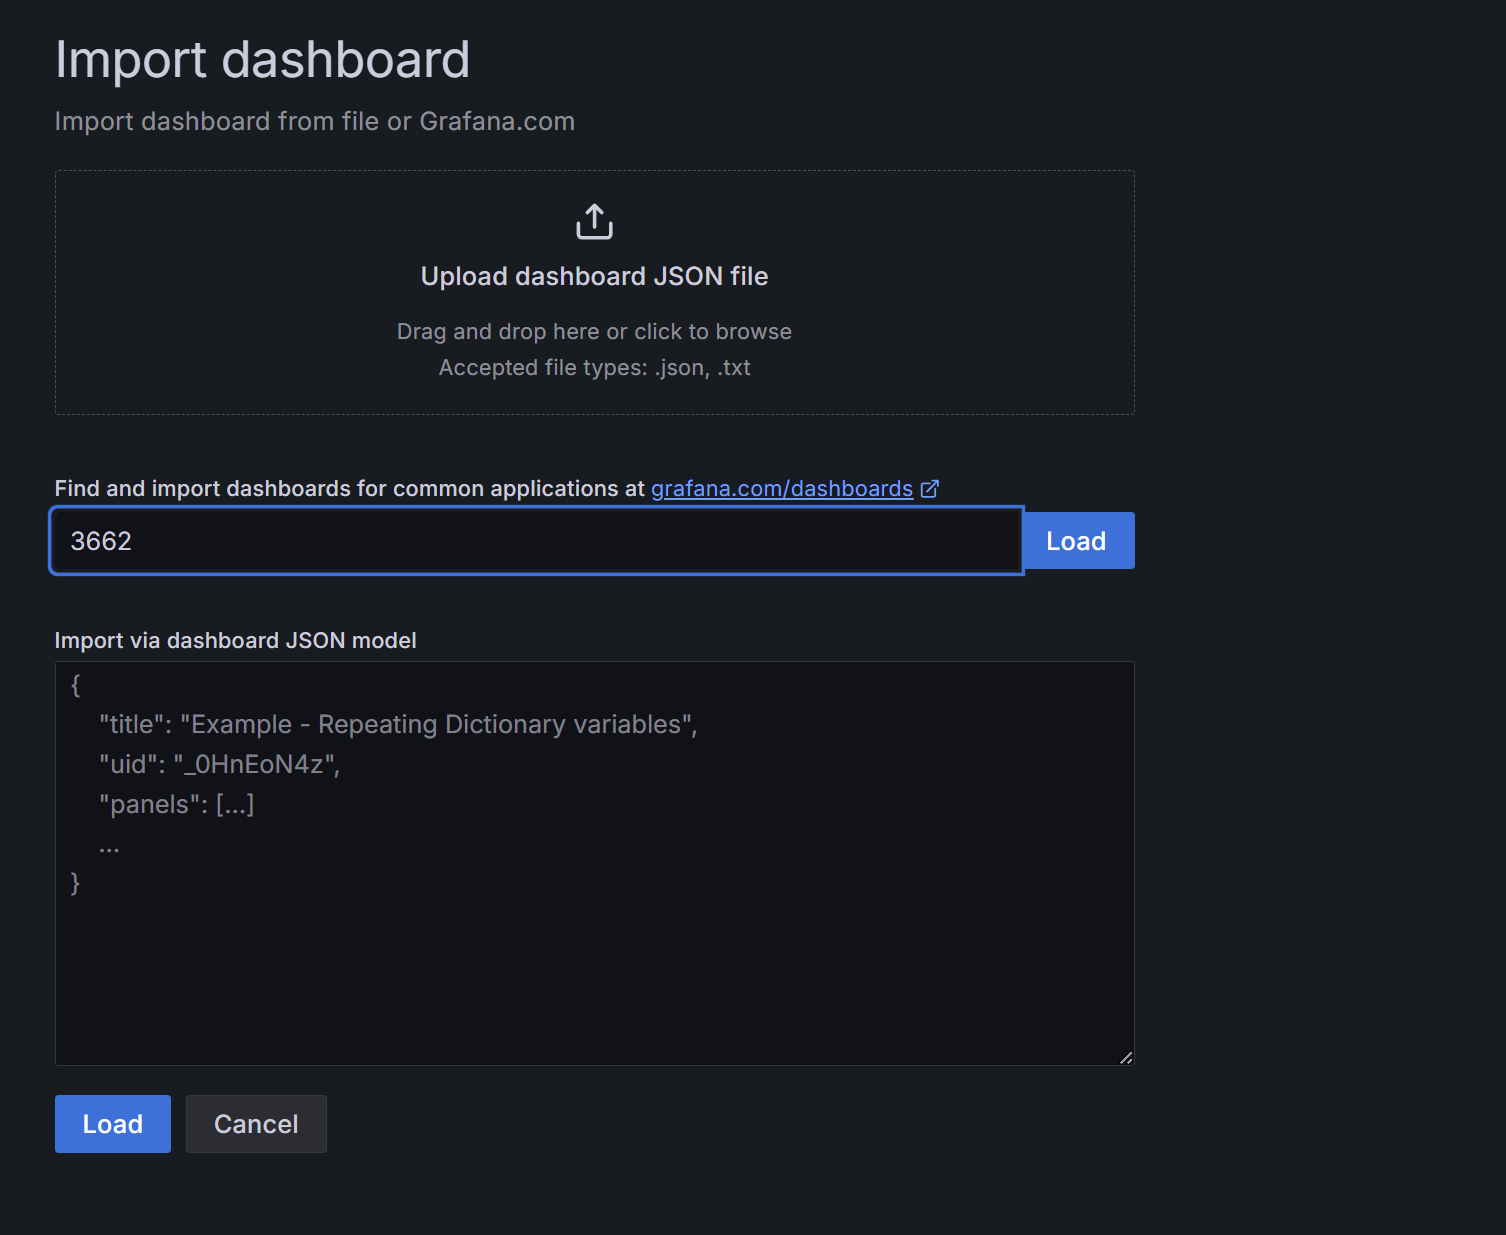 Import dashboard
Import dashboard from file or Grafana.com
Upload dashboard JSON file
Drag and drop here or click to browse
Accepted file types: .json, .txt
Find and import dashboards for common applications at grafana.com/dashboards
3662
Load
Import via dashboard JSON model
{
"title": "Example - Repeating Dictionary variables",
"uid": "_0HnEoN4z",
"panels": [...]
...
}
Load
Cancel